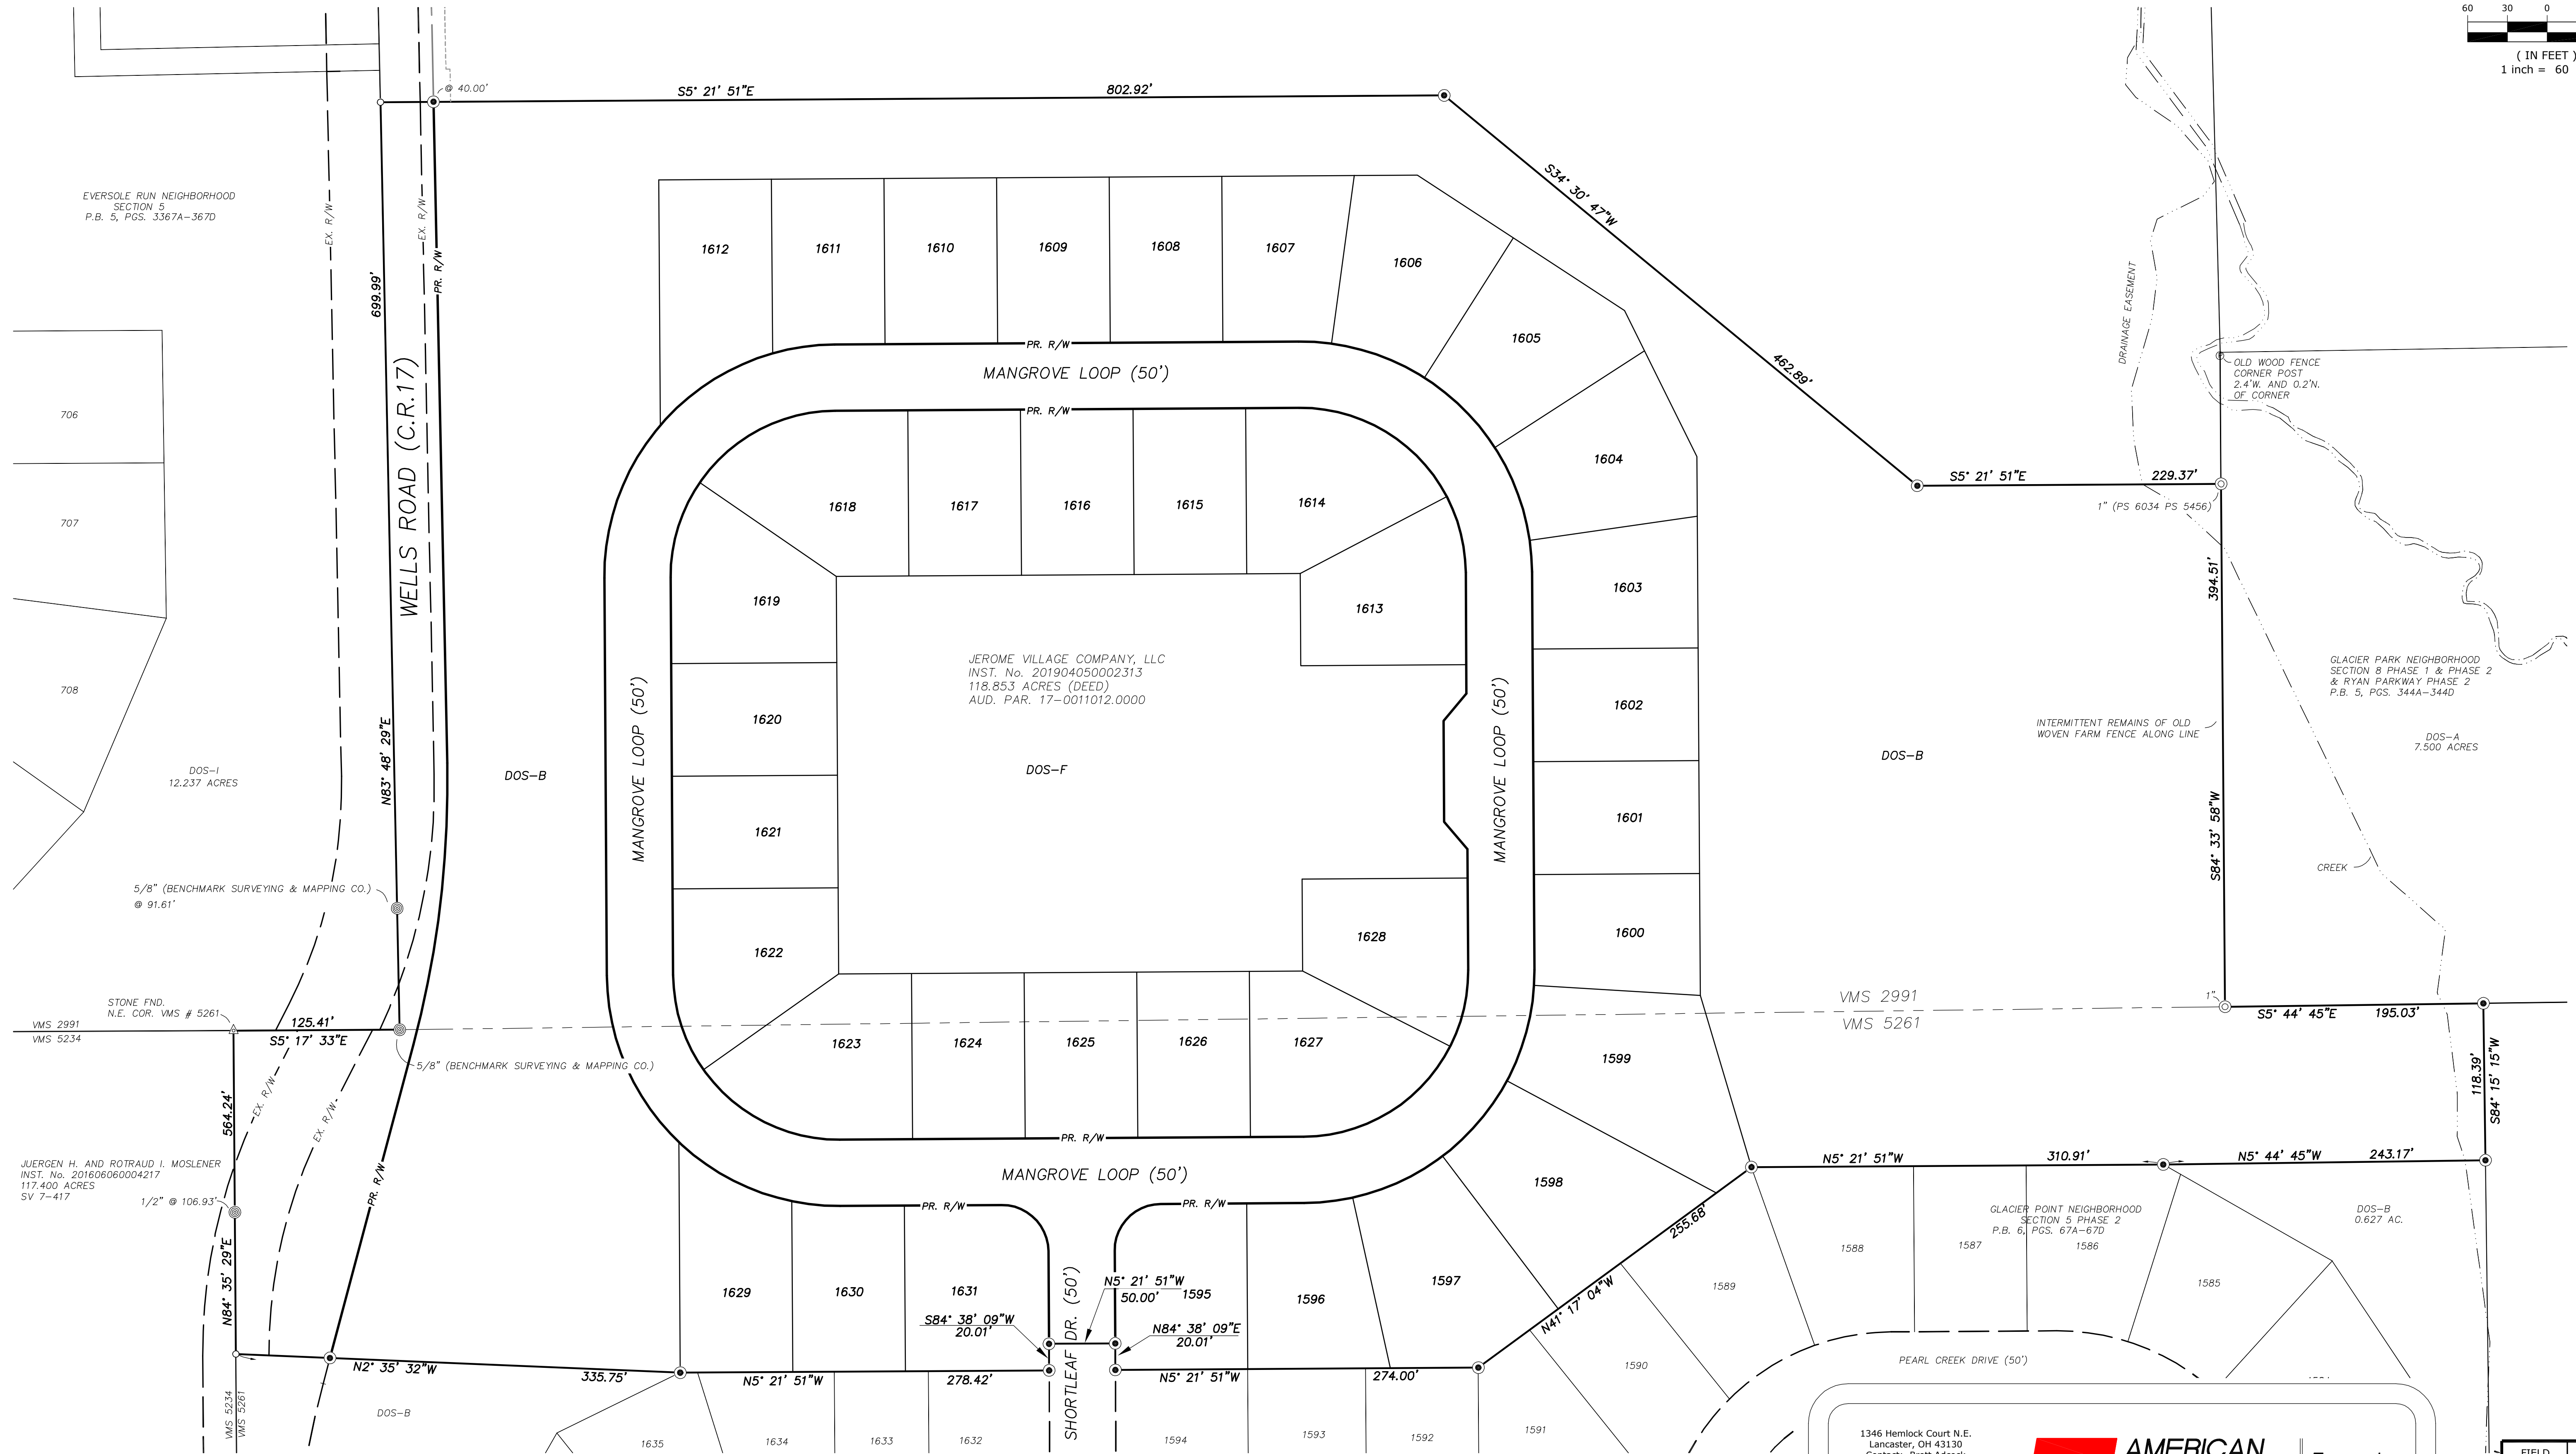 60 30 0
( IN FEET )
1 inch = 60
@ 40.00'
S5° 21' 51"E
802.92'
EX. R/W
EX. R/W
PR. R/W
EVERSOLE RUN NEIGHBORHOOD
SECTION 5
P.B. 5, PGS. 3367A-367D
S34° 30' 47"W
462.89'
699.99'
N83° 48' 29"E
WELLS ROAD (C.R.17)
1612
1611
1610
1609
1608
1607
1606
1605
1604
1603
1602
1601
1600
PR. R/W
MANGROVE LOOP (50')
PR. R/W
DRAINAGE EASEMENT
OLD WOOD FENCE
CORNER POST
2.4'W. AND 0.2'N.
OF CORNER
706
707
708
S5° 21' 51"E
229.37'
1" (PS 6034 PS 5456)
1618
1617
1616
1615
1614
1619
1613
1620
1621
1622
1628
JEROME VILLAGE COMPANY, LLC
INST. No. 201904050002313
118.853 ACRES (DEED)
AUD. PAR. 17-0011012.0000
DOS-F
MANGROVE LOOP (50')
MANGROVE LOOP (50')
DOS-B
DOS-B
DOS-I
12.237 ACRES
394.51'
S84° 33' 58"W
GLACIER PARK NEIGHBORHOOD
SECTION 8 PHASE 1 & PHASE 2
& RYAN PARKWAY PHASE 2
P.B. 5, PGS. 344A-344D
INTERMITTENT REMAINS OF OLD
WOVEN FARM FENCE ALONG LINE
DOS-A
7.500 ACRES
CREEK
5/8" (BENCHMARK SURVEYING & MAPPING CO.)
@ 91.61'
STONE FND.
N.E. COR. VMS # 5261
VMS 2991
VMS 5234
125.41'
S5° 17' 33"E
5/8" (BENCHMARK SURVEYING & MAPPING CO.)
VMS 2991
VMS 5261
1"
S5° 44' 45"E
195.03'
1623
1624
1625
1626
1627
1599
118.39'
S84° 15' 15"W
564.24'
N84° 35' 29"E
EX. R/W
EX. R/W
PR. R/W
JUERGEN H. AND ROTRAUD I. MOSLENER
INST. No. 201606060004217
117.400 ACRES
SV 7-417
1/2" @ 106.93'
PR. R/W
MANGROVE LOOP (50')
PR. R/W
PR. R/W
N5° 21' 51"W
310.91'
N5° 44' 45"W
243.17'
1598
255.68'
N41° 17' 04"W
GLACIER POINT NEIGHBORHOOD
SECTION 5 PHASE 2
P.B. 6, PGS. 67A-67D
DOS-B
0.627 AC.
1588
1587
1586
1585
1589
1590
1591
1629
1630
1631
S84° 38' 09"W
20.01'
N5° 21' 51"W
50.00'
1595
N84° 38' 09"E
20.01'
1596
1597
SHORTLEAF DR. (50')
N2° 35' 32"W
335.75'
N5° 21' 51"W
278.42'
N5° 21' 51"W
274.00'
PEARL CREEK DRIVE (50')
VMS 5234
VMS 5261
DOS-B
1635
1634
1633
1632
1594
1593
1592
1346 Hemlock Court N.E.
Lancaster, OH 43130
AMERICAN
FIELD